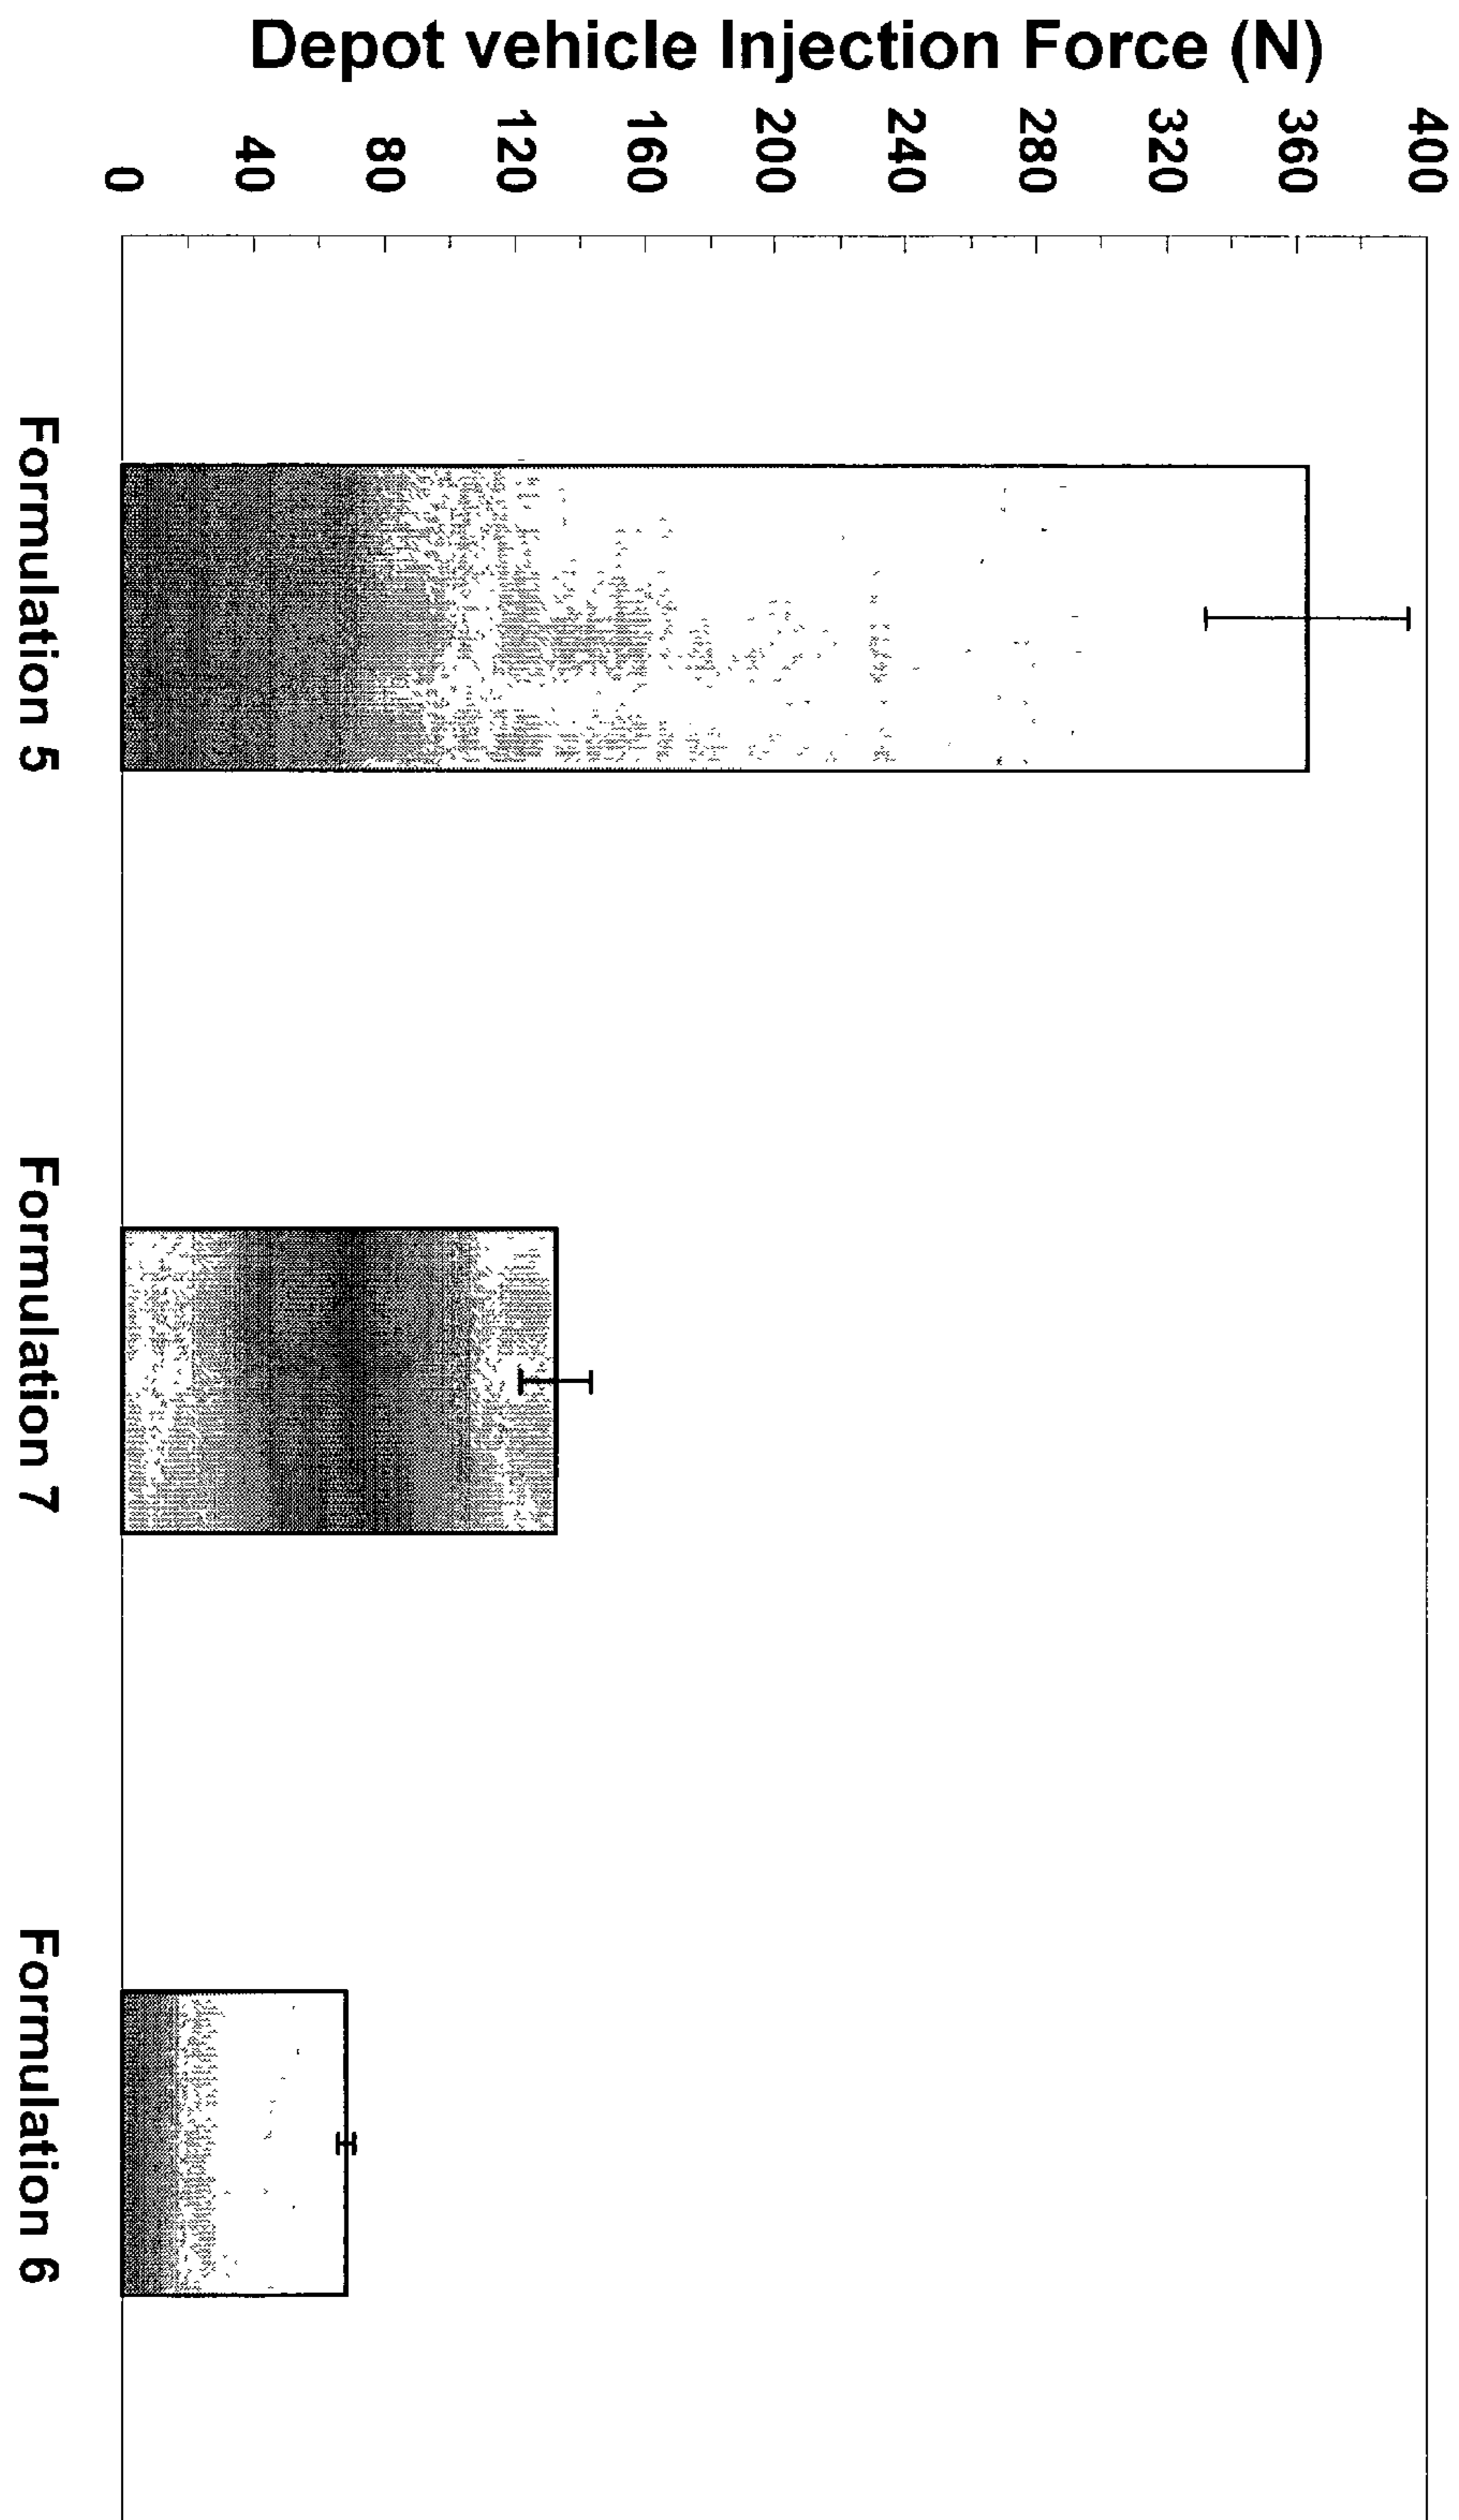 Depot vehicle Injection Force (N)
400
360
320
280
240
200
160
120
80
40
0
Formulation 5
Formulation 7
Formulation 6